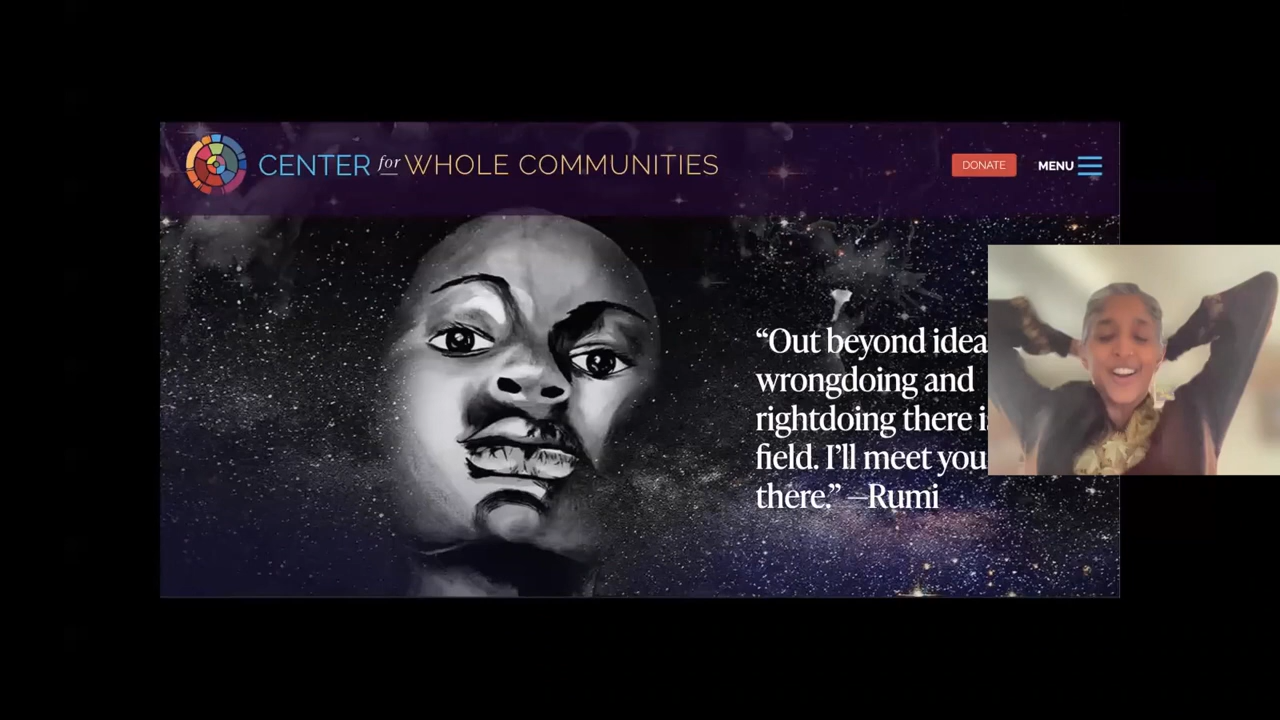 CENTER for WHOLE COMMUNITIES
DONATE
MENU
“Out beyond idea
wrongdoing and
rightdoing there
field. I’ll meet you
there.” —Rumi